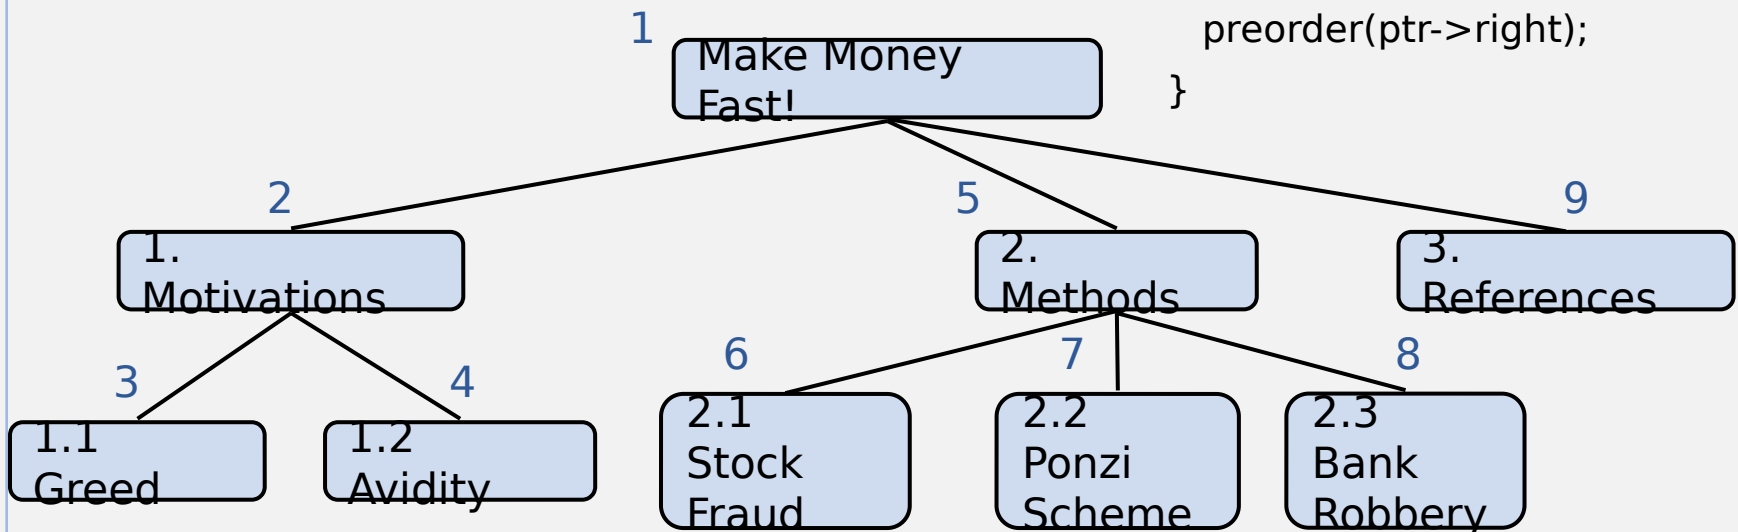 1
Make Money
Fast!
preorder(ptr->right);
}
2
5
9
1.
Motivations
2.
Methods
3.
References
3
4
6
7
8
1.1
Greed
1.2
Avidity
2.1
Stock
Fraud
2.2
Ponzi
Scheme
2.3
Bank
Robbery